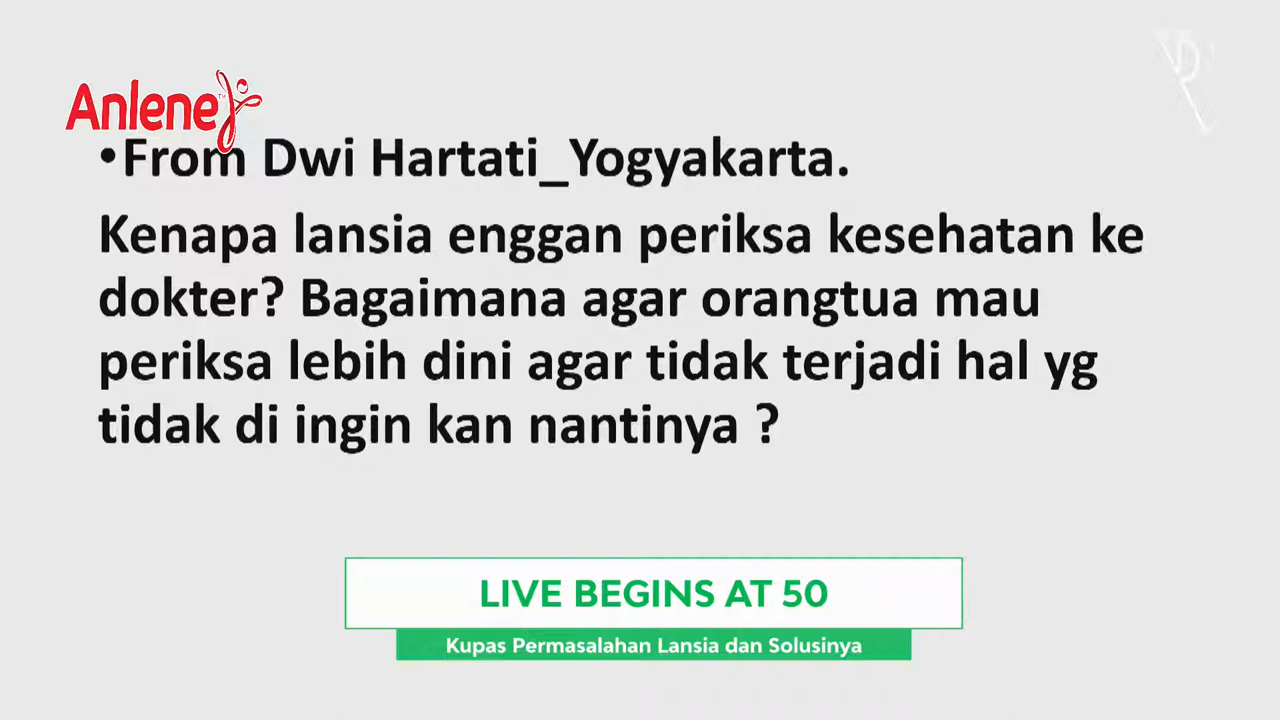 Anlene
•From Dwi Hartati_Yogyakarta.
Kenapa lansia enggan periksa kesehatan ke
dokter? Bagaimana agar orangtua mau
periksa lebih dini agar tidak terjadi hal yg
tidak di ingin kan nantinya ?
LIVE BEGINS AT 50
Kupas Permasalahan Lansia dan Solusinya